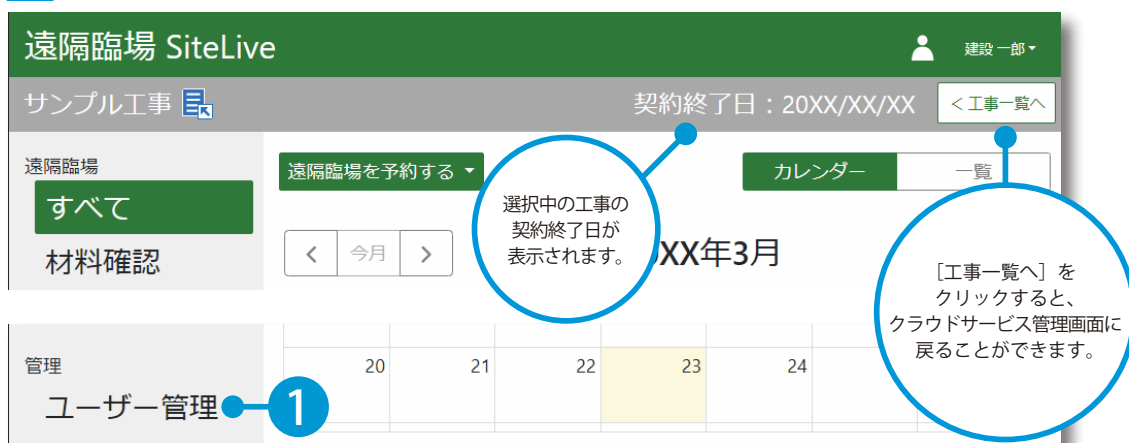 遠隔臨場 SiteLive
建設 一郎
サンプル工事
契約終了日：20XX/XX/XX
< 工事一覧へ
遠隔臨場
すべて
材料確認
遠隔臨場を予約する
カレンダー
一覧
< 今月 >
XX年3月
選択中の工事の
契約終了日が
表示されます。
［工事一覧へ］を
クリックすると、
クラウドサービス管理画面に
戻ることができます。
管理
ユーザー管理
1
20 21 22 23 24